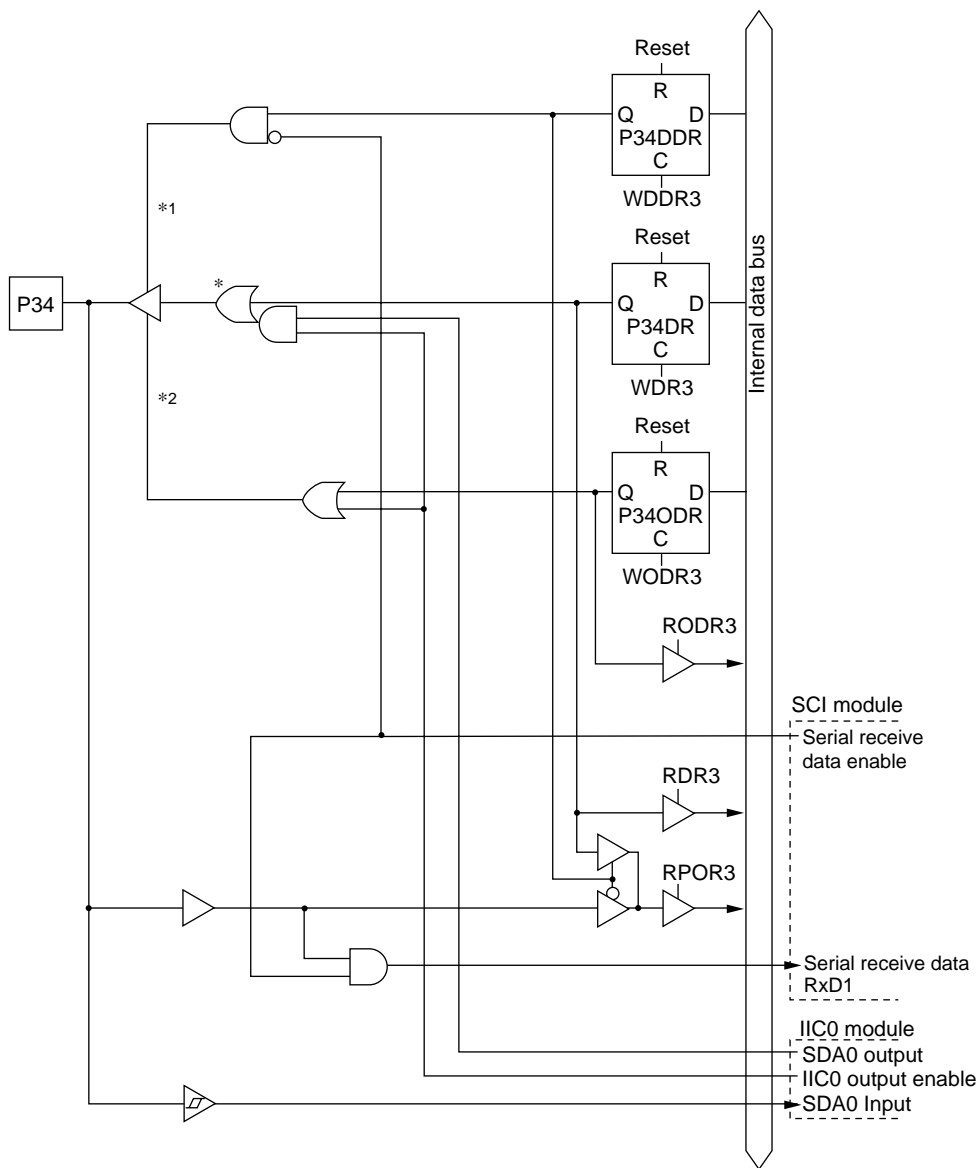 Reset
R
Q D
P34DDR
C
WDDR3
*1
Reset
R
P34
*
Q D
P34DR
C
WDR3
Internal data bus
*2
Reset
R
Q D
P34ODR
C
WODR3
RODR3
SCI module
Serial receive
data enable
RDR3
RPOR3
Serial receive data
RxD1
IIC0 module
SDA0 output
IIC0 output enable
SDA0 Input